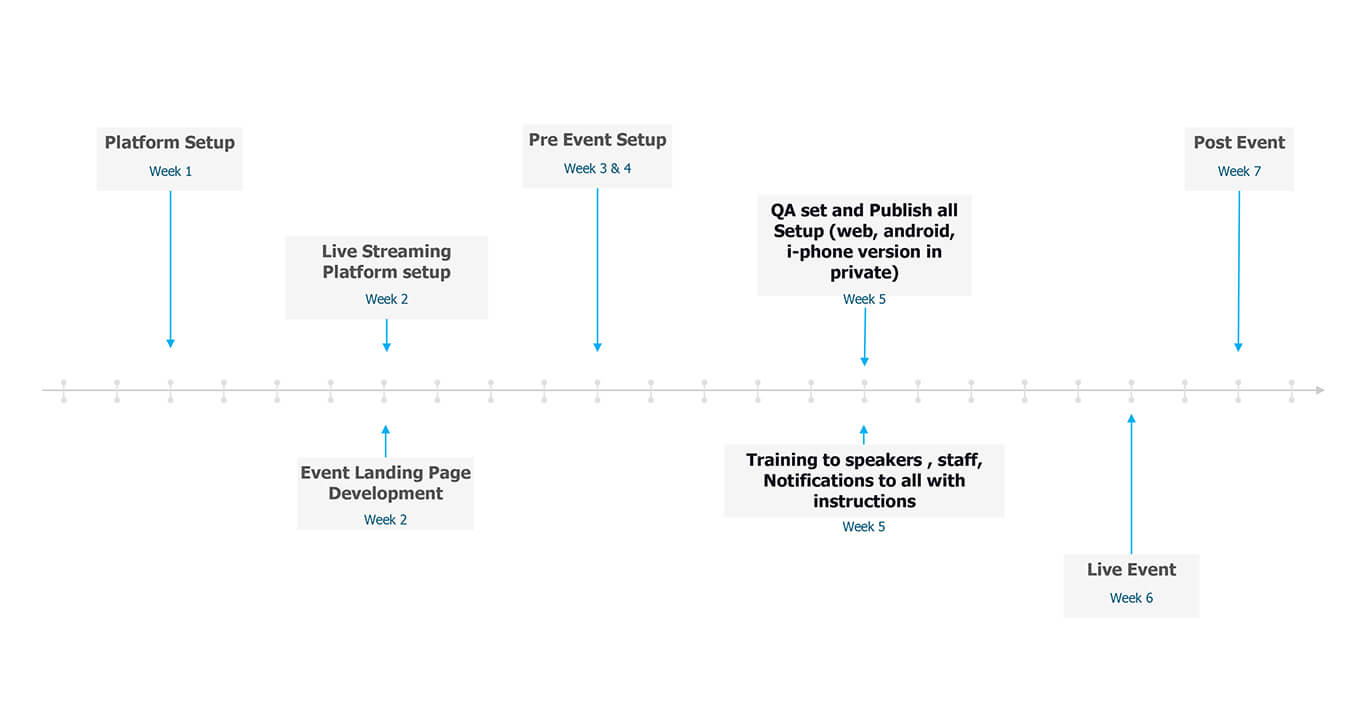 Platform Setup
Week 1
Live Streaming
Platform setup
Week 2
Event Landing Page
Development
Week 2
Pre Event Setup
Week 3 & 4
QA set and Publish all
Setup (web, android,
i-phone version in
private)
Week 5
Training to speakers , staff,
Notifications to all with
instructions
Week 5
Live Event
Week 6
Post Event
Week 7